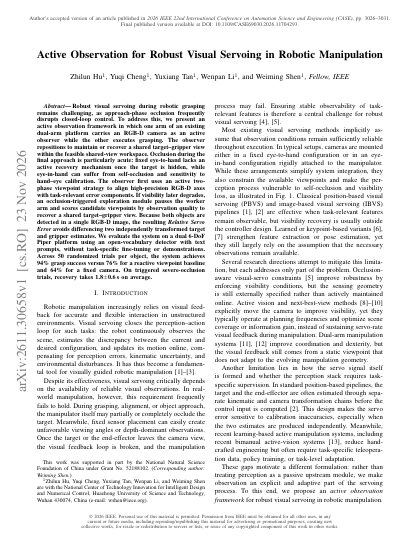 Author's accepted version of an article published in 2026 IEEE 22nd International Conference on Automation Science and Engineering (CASE), pp. 3026–3031.
Final published version available at DOI:
arXiv:2611.30658v1 [cs.RO] 23 Nov 2026
Active Observation for Robust Visual Servoing in Robotic Manipulation
Zhilun Hu, Yuqi Cheng, Yuxiang Tan, Wenpan Li, and Weiming Shen, Fellow, IEEE
Abstract—Robust visual servoing during robotic grasping
remains challenging, as approach-phase occlusion frequently
disrupts closed-loop control. To address this, we present an
active observation framework in which one arm of an existing
dual-arm platform carries an RGB-D camera as an active
observer while the other executes grasping. The observer
repositions to maintain or recover a shared target-gripper view
within the feasible shared workspace. Occlusion during the
final approach is particularly acute: fixed eye-to-hand lacks
an active recovery mechanism once the target is hidden, while
eye-in-hand can suffer from self-occlusion and sensitivity to
hand-eye calibration. The observer first uses an active two-
phase viewpoint strategy to align high-precision RGB-D axes
with task-relevant error components. If visibility later degrades,
an occlusion-triggered exploration module pauses the worker
arm and scores candidate viewpoints by observation quality to
recover a shared target-gripper view. Because both objects are
detected in a single RGB-D image, the resulting Relative Servo
Error avoids differencing two independently transformed target
and gripper estimates. We evaluate the system on a dual 6-DoF
Piper platform using an open-vocabulary detector with text
prompts, without task-specific fine-tuning or demonstrations.
Across 50 randomized trials per object, the system achieves
94% grasp success versus 76% for a reactive viewpoint baseline
and 64% for a fixed camera. On triggered severe-occlusion
trials, recovery takes 1.8±0.6 s on average.
I. Introduction
Robotic manipulation increasingly relies on visual feed-
back for accurate and flexible interaction in unstructured
environments. Visual servoing closes the perception-action
loop for such tasks: the robot continuously observes the
scene, estimates the discrepancy between the current and
desired configuration, and updates its motion online, com-
pensating for perception errors, kinematic uncertainty, and
environmental disturbances. It has thus become a fundamen-
tal tool for visually guided robotic manipulation [1]–[3].
Despite its effectiveness, visual servoing critically depends
on the availability of reliable visual observations. In real-
world manipulation, however, this requirement frequently
fails to hold. During grasping, alignment, or object approach,
the manipulator itself may partially or completely occlude the
target. Meanwhile, fixed sensor placement can easily create
unfavorable viewing angles or depth-dominated observations.
Once the target or the end-effector leaves the camera view,
the visual feedback loop is broken, and the manipulation
This work was supported in part by the National Natural Science
Foundation of China under Grant No. 52188102. (Corresponding author:
Weiming Shen.)
Zhilun Hu, Yuqi Cheng, Yuxiang Tan, Wenpan Li, and Weiming Shen
are with the National Center of Technology Innovation for Intelligent Design
and Numerical Control, Huazhong University of Science and Technology,
Wuhan 430074, China
process may fail. Ensuring stable observability of task-
relevant features is therefore a central challenge for robust
visual servoing [4], [5].
Most existing visual servoing methods implicitly as-
sume that observation conditions remain sufficiently reliable
throughout execution. In typical setups, cameras are mounted
either in a fixed eye-to-hand configuration or in an eye-
in-hand configuration rigidly attached to the manipulator.
While these arrangements simplify system integration, they
also constrain the available viewpoints and make the per-
ception process vulnerable to self-occlusion and visibility
loss, as illustrated in Fig. 1. Classical position-based visual
servoing (PBVS) and image-based visual servoing (IBVS)
pipelines [1], [2] are effective when task-relevant features
remain observable, but visibility recovery is usually outside
the controller design. Learned or keypoint-based variants [6],
[7] strengthen feature extraction or pose estimation, yet
they still largely rely on the assumption that the necessary
observations remain available.
Several research directions attempt to mitigate this limita-
tion, but each addresses only part of the problem. Occlusion-
aware visual-servo constraints [5] improve robustness by
enforcing visibility conditions, but the sensing geometry is
still externally specified rather than actively maintained on-
line. Active vision and next-best-view methods [8]–[10]
explicitly move the camera to improve visibility, yet they
typically operate at planning frequencies and optimize scene
coverage or information gain, instead of sustaining servo-rate
visual feedback during manipulation. Dual-arm manipulation
systems [11], [12] improve coordination and dexterity, but
the visual feedback still comes from a static viewpoint that
does not adapt to the evolving manipulation geometry.
Another limitation lies in how the servo signal itself
is formed and whether the perception stack requires task-
specific supervision. In standard position-based pipelines, the
target and the end-effector are often estimated through sepa-
rate kinematic and camera transformation chains before the
control input is computed [2]. This design makes the servo
error sensitive to calibration inaccuracies, especially when
the two estimates are produced independently. Meanwhile,
recent learning-based active manipulation systems, including
recent bimanual active-vision systems [13], reduce hand-
crafted engineering but often require task-specific teleopera-
tion data, policy training, or task-level adaptation.
These gaps motivate a different formulation: rather than
treating perception as a passive upstream module, we make
observation an explicit and adaptive part of the servoing
process. To this end, we propose an active observation
framework for robust visual servoing in robotic manipulation.
© 2026 IEEE. Personal use of this material is permitted. Permission from IEEE must be obtained for all other uses, in any
current or future media, including reprinting/republishing this material for advertising or promotional purposes, creating new
collective works, for resale or redistribution to servers or lists, or reuse of any copyrighted component of this work in other works.